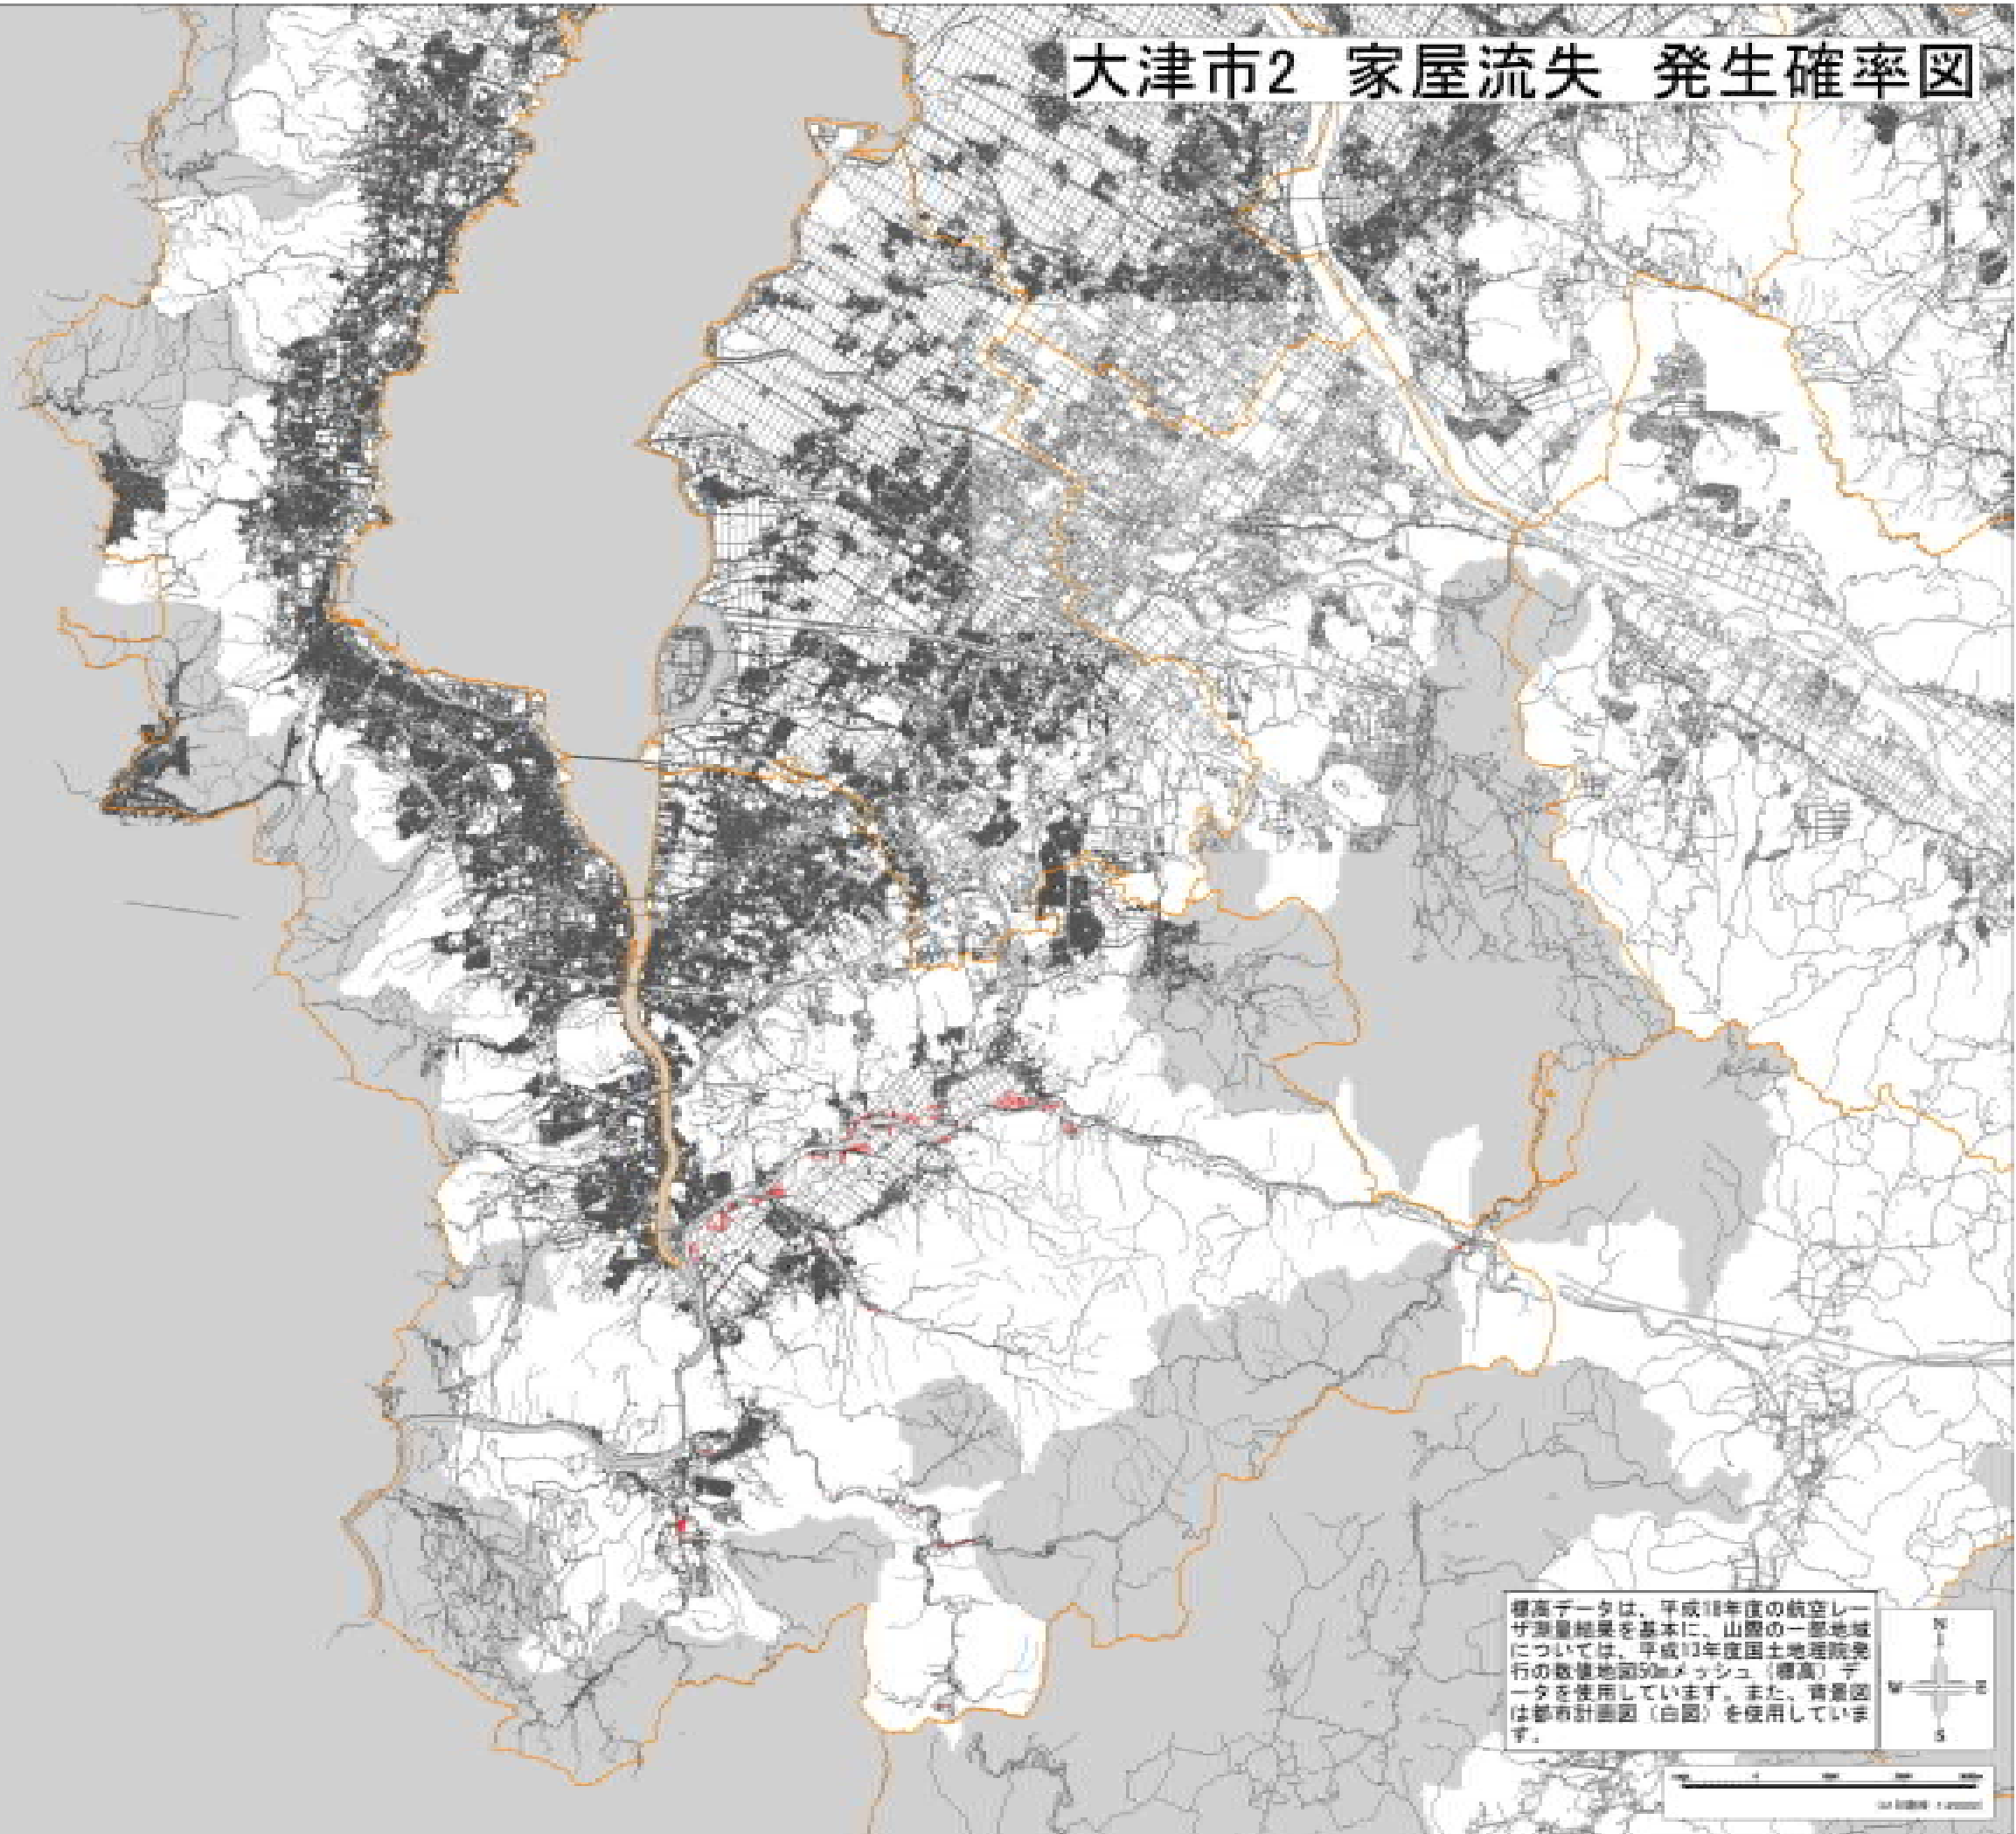 大津市2　家屋流失　発生確率図
標高データは、平成18年度の航空レー
ザ測量結果を基本に、山際の一部地域
については、平成13年度国土地理院発
行の数値地図50mメッシュ（標高）デ
ータを使用しています。また、背景図
は都市計画図（白図）を使用していま
す。
N
W
E
S